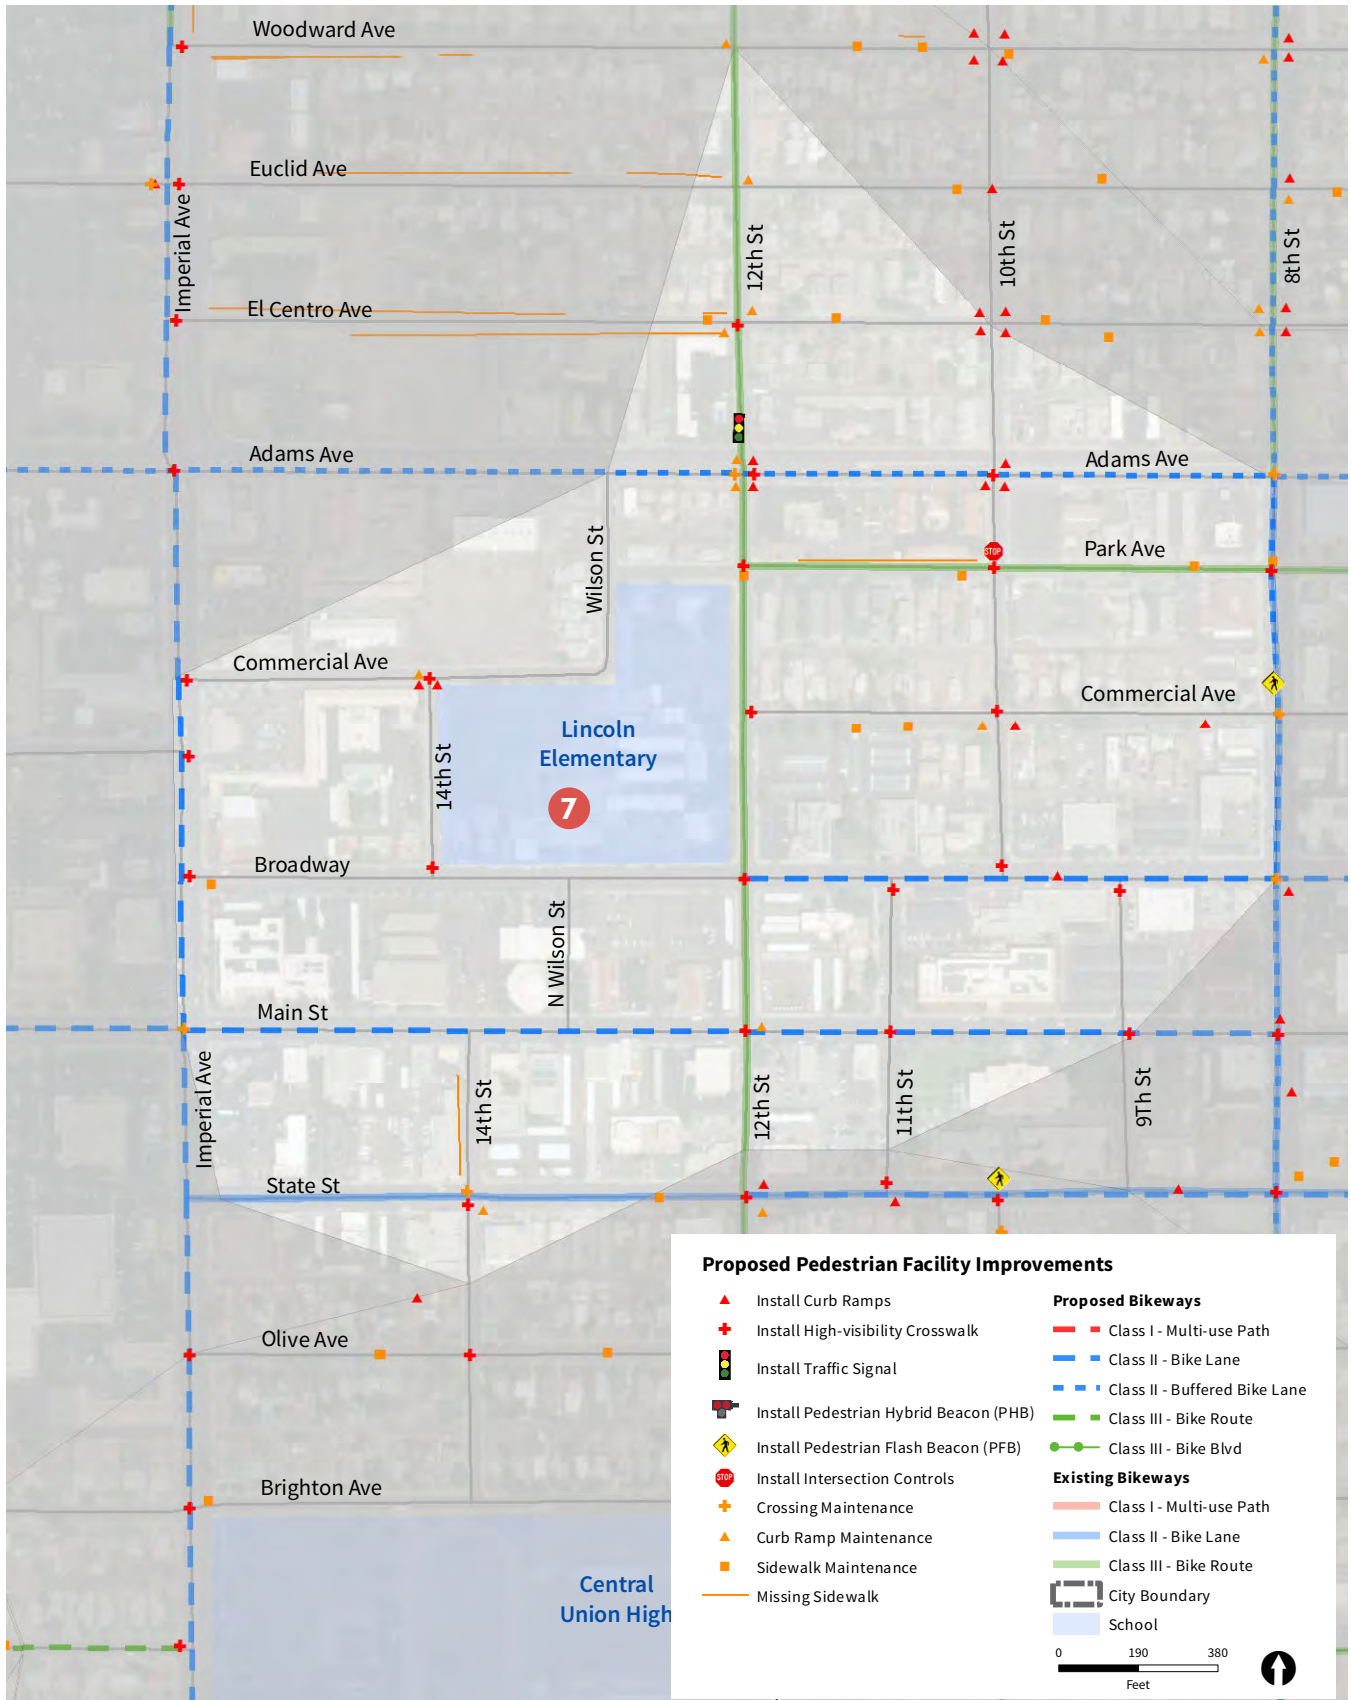 Woodward Ave
Euclid Ave
Imperial Ave
12th St
10th St
8th St
El Centro Ave
Adams Ave
Adams Ave
Wilson St
Park Ave
STOP
Commercial Ave
Commercial Ave
Lincoln
Elementary
14th St
7
Broadway
N Wilson St
Main St
Imperial Ave
14th St
12th St
11th St
9Th St
State St
Olive Ave
Brighton Ave
Central
Union High
Proposed Pedestrian Facility Improvements
Install Curb Ramps
Install High-visibility Crosswalk
Install Traffic Signal
Install Pedestrian Hybrid Beacon (PHB)
Install Pedestrian Flash Beacon (PFB)
STOP
Install Intersection Controls
Crossing Maintenance
Curb Ramp Maintenance
Sidewalk Maintenance
Missing Sidewalk
Proposed Bikeways
Class I - Multi-use Path
Class II - Bike Lane
Class II - Buffered Bike Lane
Class III - Bike Route
Class III - Bike Blvd
Existing Bikeways
Class I - Multi-use Path
Class II - Bike Lane
Class III - Bike Route
City Boundary
School
0 190 380
Feet